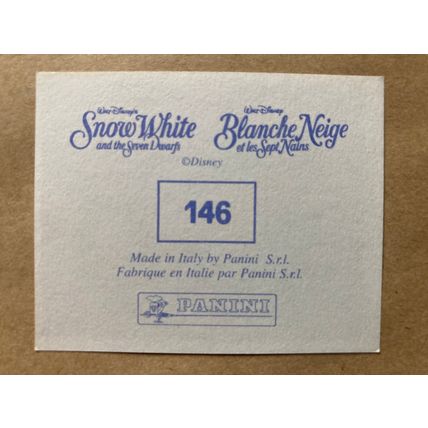 Walt Disney's
Snow White
and the Seven Dwarfs
Walt Disney
Blanche Neige
et les Sept Nains
©Disney
146
Made in Italy by Panini S.r.l.
Fabrique en Italie par Panini S.r.l.
PANINI